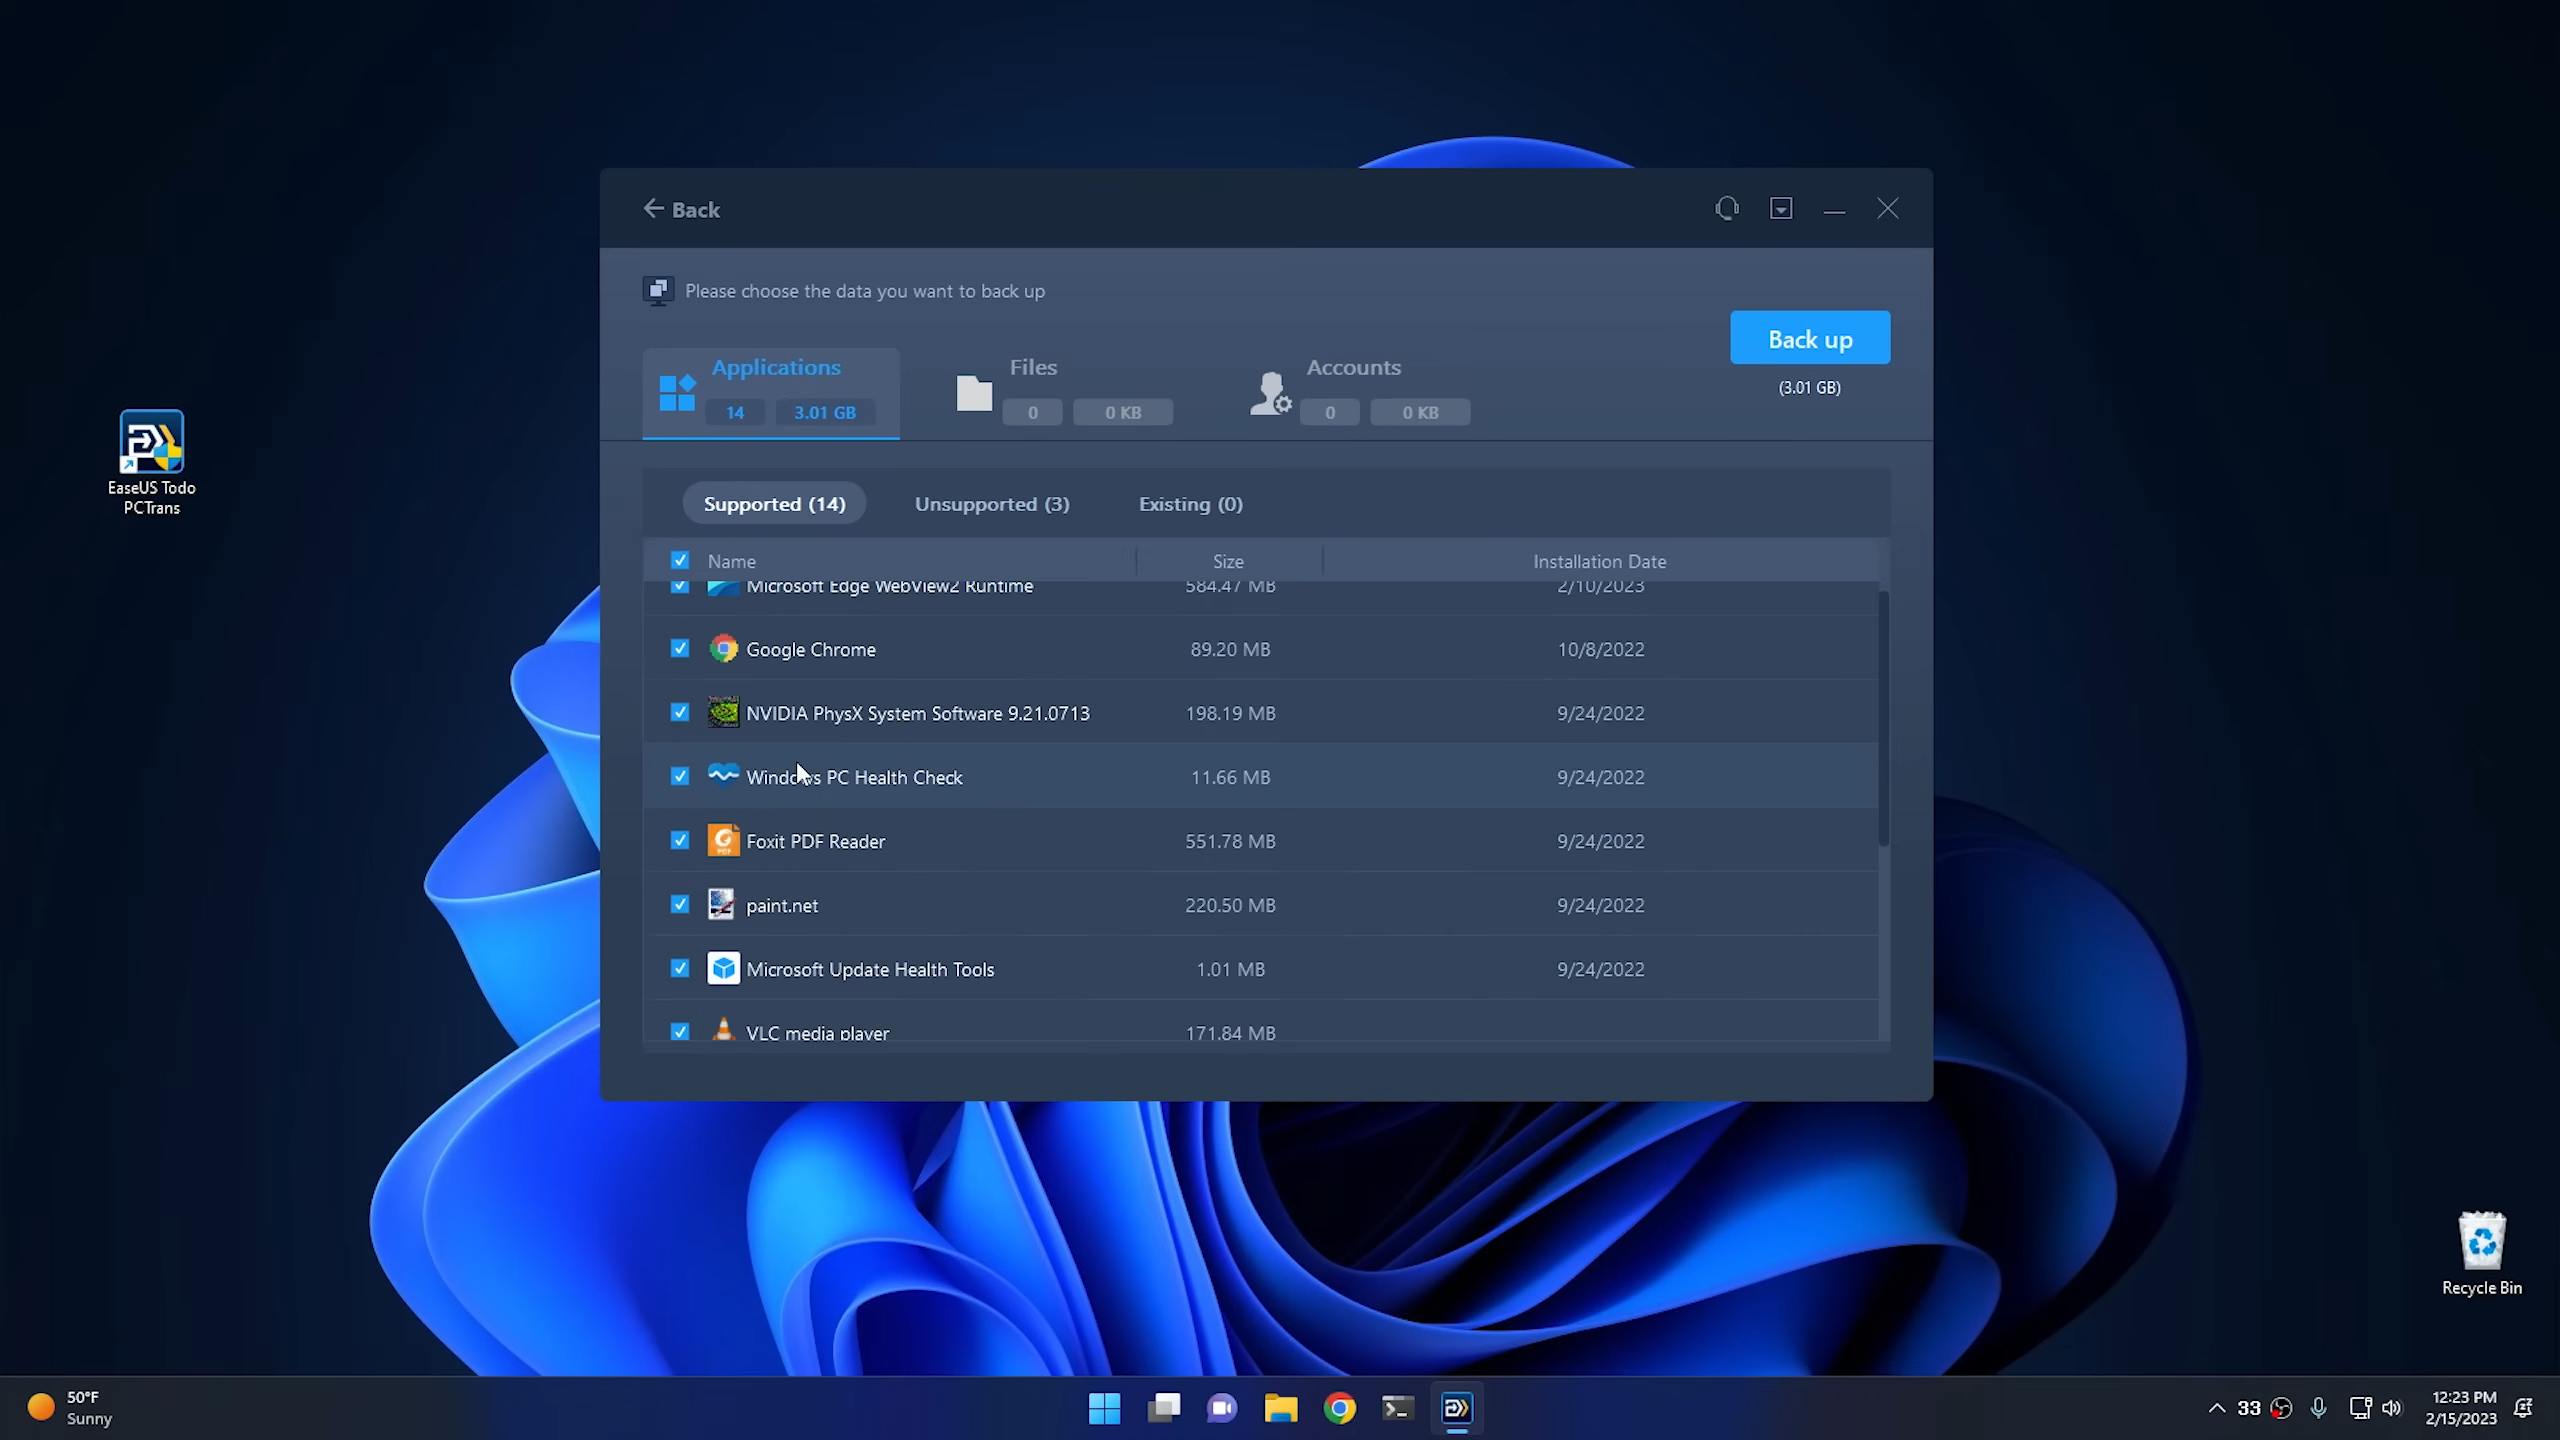 Back
Please choose the data you want to back up
Back up
(3.01 GB)
Applications
14 3.01 GB
Files
0 0 KB
Accounts
0 0 KB
EaseUS Todo
PCTrans
Supported (14) Unsupported (3) Existing (0)
Name Size Installation Date
Microsoft Edge WebView2 Runtime 584.47 MB 2/10/2023
Google Chrome 89.20 MB 10/8/2022
NVIDIA PhysX System Software 9.21.0713 198.19 MB 9/24/2022
Windows PC Health Check 11.66 MB 9/24/2022
Foxit PDF Reader 551.78 MB 9/24/2022
paint.net 220.50 MB 9/24/2022
Microsoft Update Health Tools 1.01 MB 9/24/2022
VLC media player 171.84 MB
Recycle Bin
50°F
Sunny
33
12:23 PM
2/15/2023